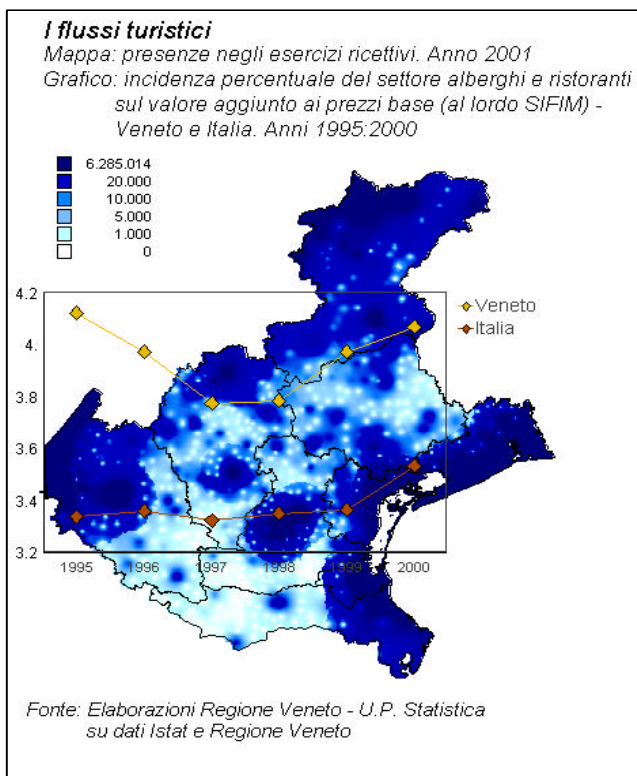 I flussi turistici
Mappa: presenze negli esercizi ricettivi. Anno 2001
Grafico: incidenza percentuale del settore alberghi e ristoranti
sul valore aggiunto ai prezzi base (al lordo SIFIM) -
Veneto e Italia. Anni 1995:2000
6.285.014
20.000
10.000
5.000
1.000
0
4.2
Veneto
Italia
4.
3.8
3.6
3.4
3.2
1995 1996 1997 1998 1999 2000
Fonte: Elaborazioni Regione Veneto - U.P. Statistica
su dati Istat e Regione Veneto